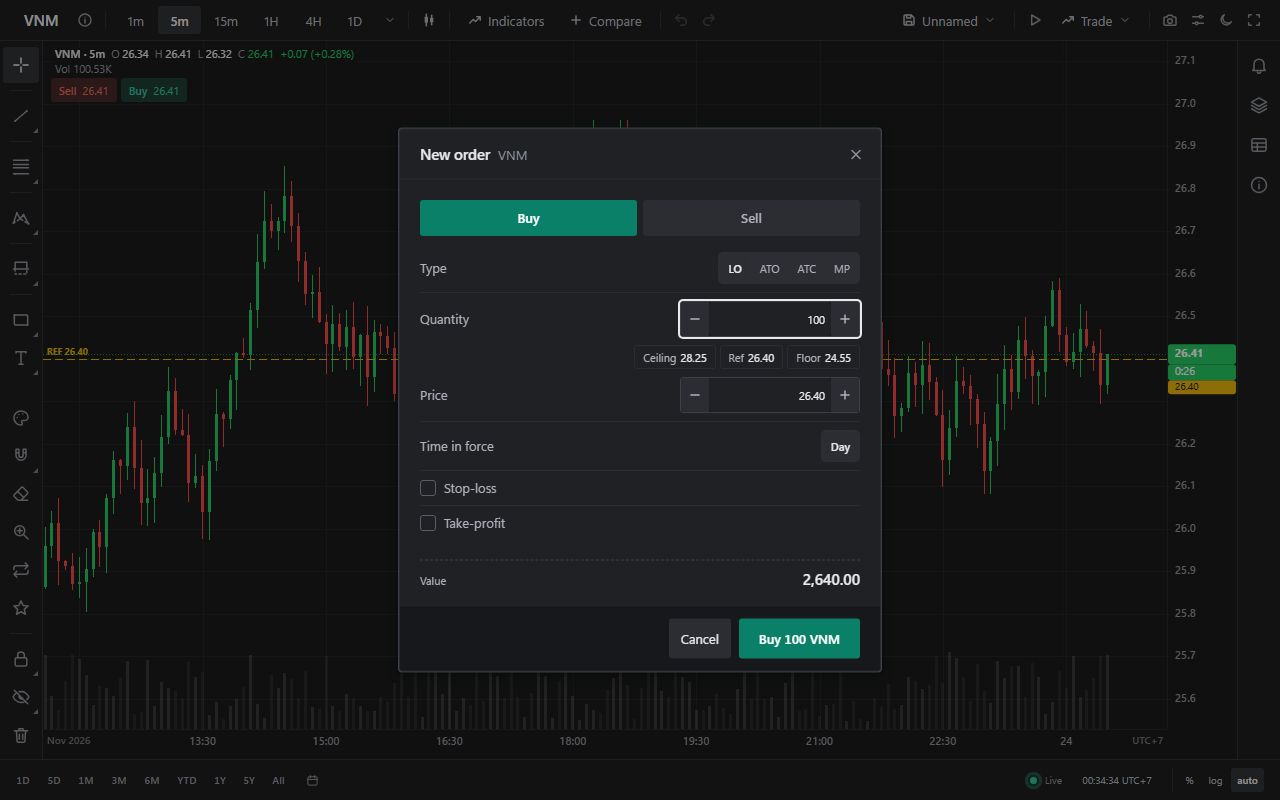 VNM 1m 5m 15m 1H 4H 1D Indicators Compare Unnamed Trade
VNM · 5m O 26.34 H 26.41 L 26.32 C 26.41 +0.07 (+0.28%)
Vol 100.53K
Sell 26.41 Buy 26.41
27.1
27.0
26.9
26.8
26.7
26.6
26.5
REF 26.40
26.41
0:26
26.40
26.2
26.1
26.0
25.9
25.8
25.7
25.6
New order VNM
Buy Sell
Type LO ATO ATC MP
Quantity 100
Ceiling 28.25 Ref 26.40 Floor 24.55
Price 26.40
Time in force Day
Stop-loss
Take-profit
Value 2,640.00
Cancel Buy 100 VNM
Nov 2026 13:30 15:00 16:30 18:00 19:30 21:00 22:30 24 UTC+7
1D 5D 1M 3M 6M YTD 1Y 5Y All Live 00:34:34 UTC+7 % log auto